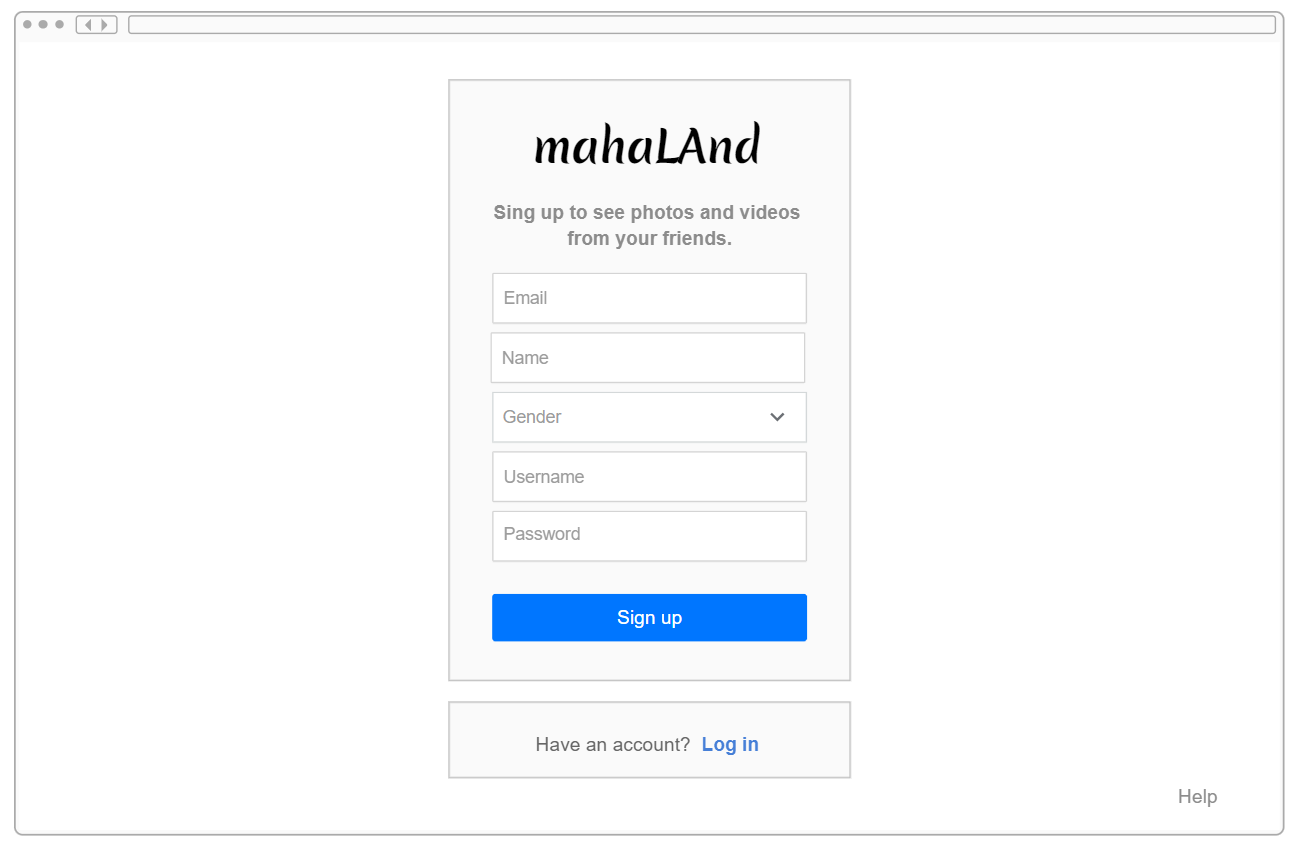 mahaLAnd
Sing up to see photos and videos
from your friends.
Email
Name
Gender
Username
Password
Sign up
Have an account? Log in
Help